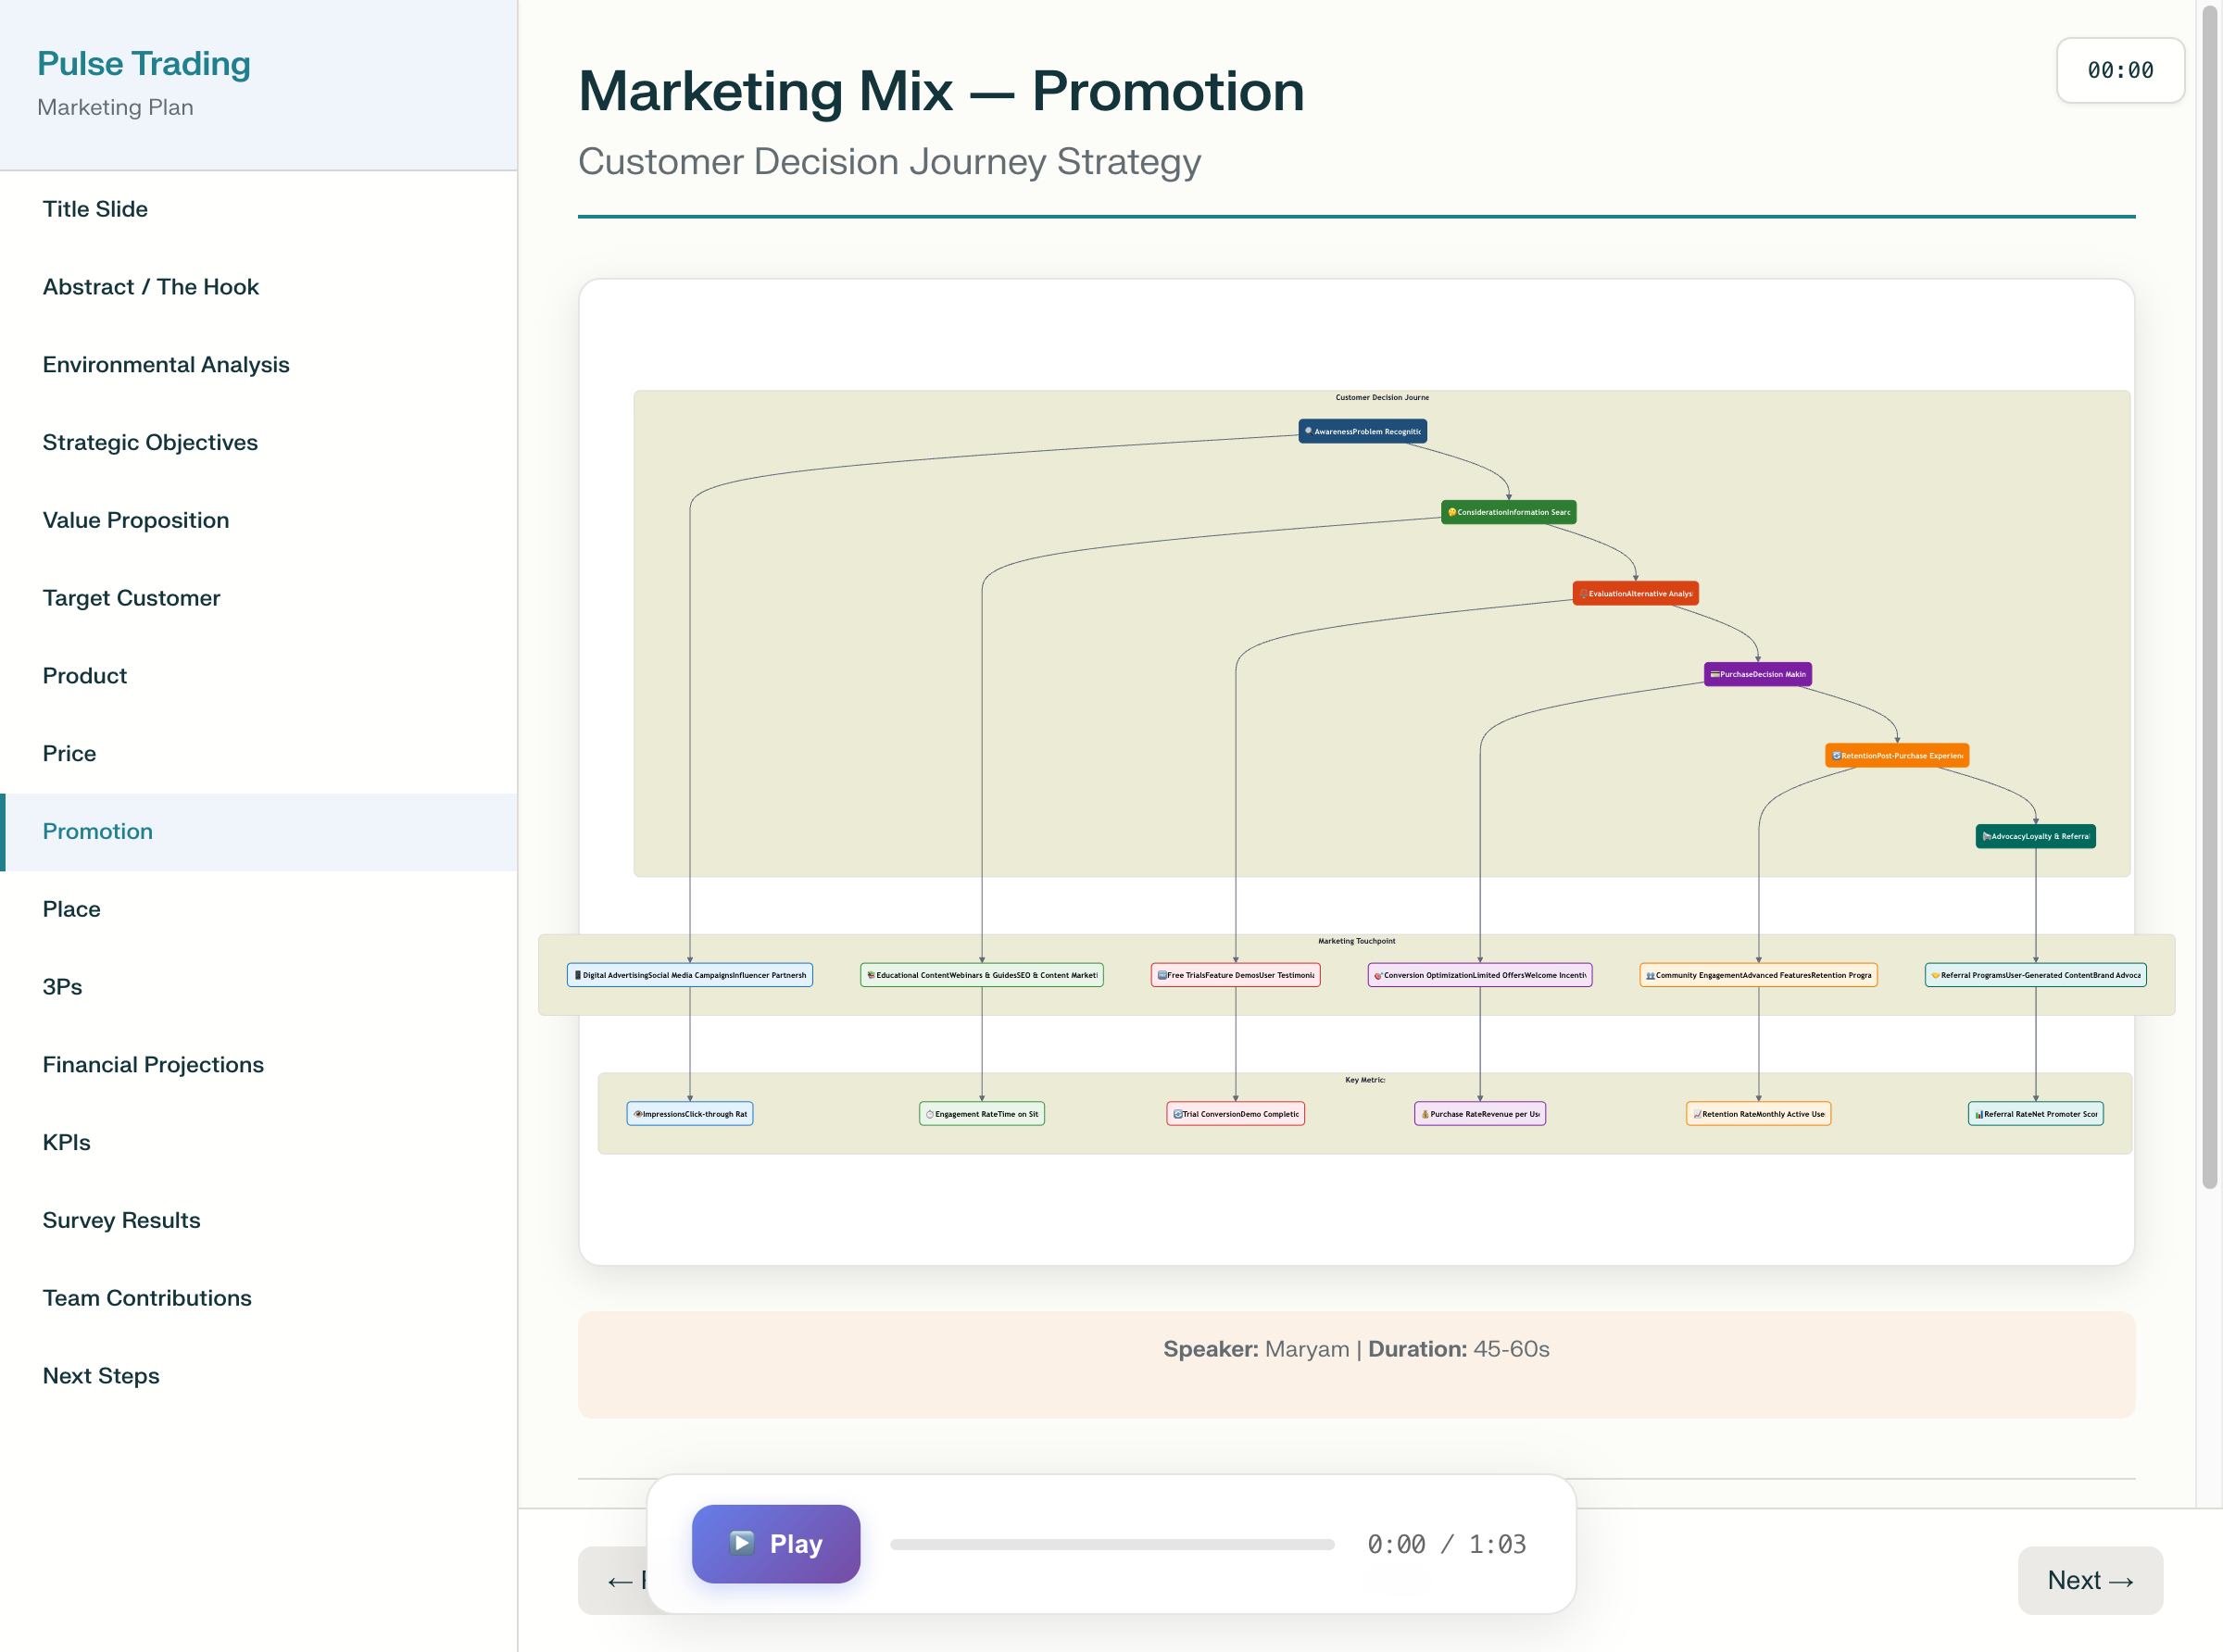 Pulse Trading
Marketing Plan
Title Slide
Abstract / The Hook
Environmental Analysis
Strategic Objectives
Value Proposition
Target Customer
Product
Price
Promotion
Place
3Ps
Financial Projections
KPIs
Survey Results
Team Contributions
Next Steps
Marketing Mix — Promotion
00:00
Customer Decision Journey Strategy
Customer Decision Journe
AwarenessProblem Recognitio
ConsiderationInformation Searc
EvaluationAlternative Analys
PurchaseDecision Makin
RetentionPost-Purchase Experien
AdvocacyLoyalty & Referra
Marketing Touchpoint
Digital AdvertisingSocial Media CampaignsInfluencer Partnersh
Educational ContentWebinars & GuidesSEO & Content Marketi
Free TrialsFeature DemosUser Testimonia
Conversion OptimizationLimited OffersWelcome Incentiv
Community EngagementAdvanced FeaturesRetention Progra
Referral ProgramsUser-Generated ContentBrand Advoca
Key Metric
ImpressionsClick-through Rat
Engagement RateTime on Sit
Trial ConversionDemo Completio
Purchase RateRevenue per Us
Retention RateMonthly Active Use
Referral RateNet Promoter Scor
Speaker: Maryam | Duration: 45-60s
Play
0:00 / 1:03
←
Next →